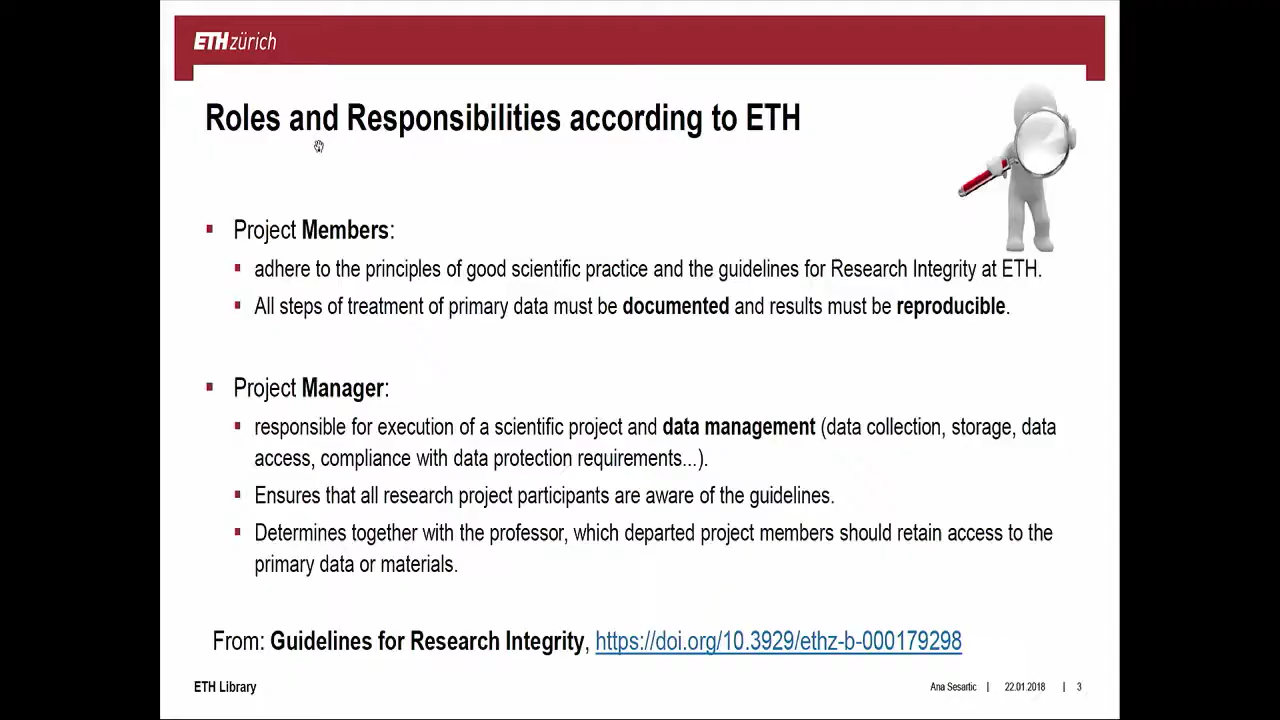 ETH zürich
Roles and Responsibilities according to ETH
Project Members:
adhere to the principles of good scientific practice and the guidelines for Research Integrity at ETH.
All steps of treatment of primary data must be documented and results must be reproducible.
Project Manager:
responsible for execution of a scientific project and data management (data collection, storage, data
access, compliance with data protection requirements...).
Ensures that all research project participants are aware of the guidelines.
Determines together with the professor, which departed project members should retain access to the
primary data or materials.
From: Guidelines for Research Integrity, https://doi.org/10.3929/ethz-b-000179298
ETH Library
Ana Sesartic | 22.01.2018 | 3